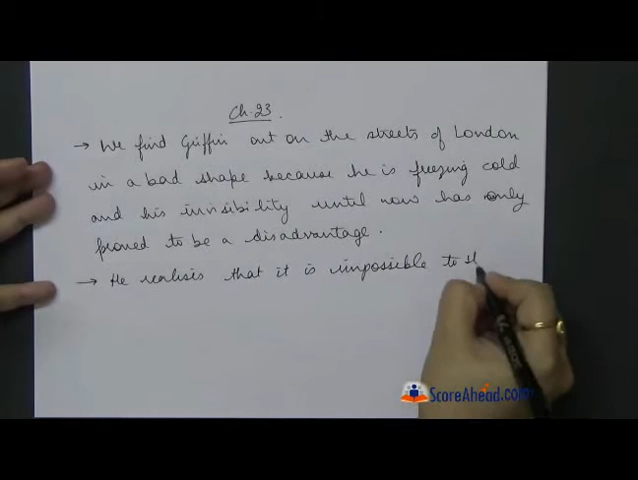 Ch. 23.
→ We find Griffin out on the streets of London
in a bad shape because he is freezing cold
and his invisibility until now has only
proved to be a disadvantage.
→ He realises that it is impossible to
ScoreAhead.com